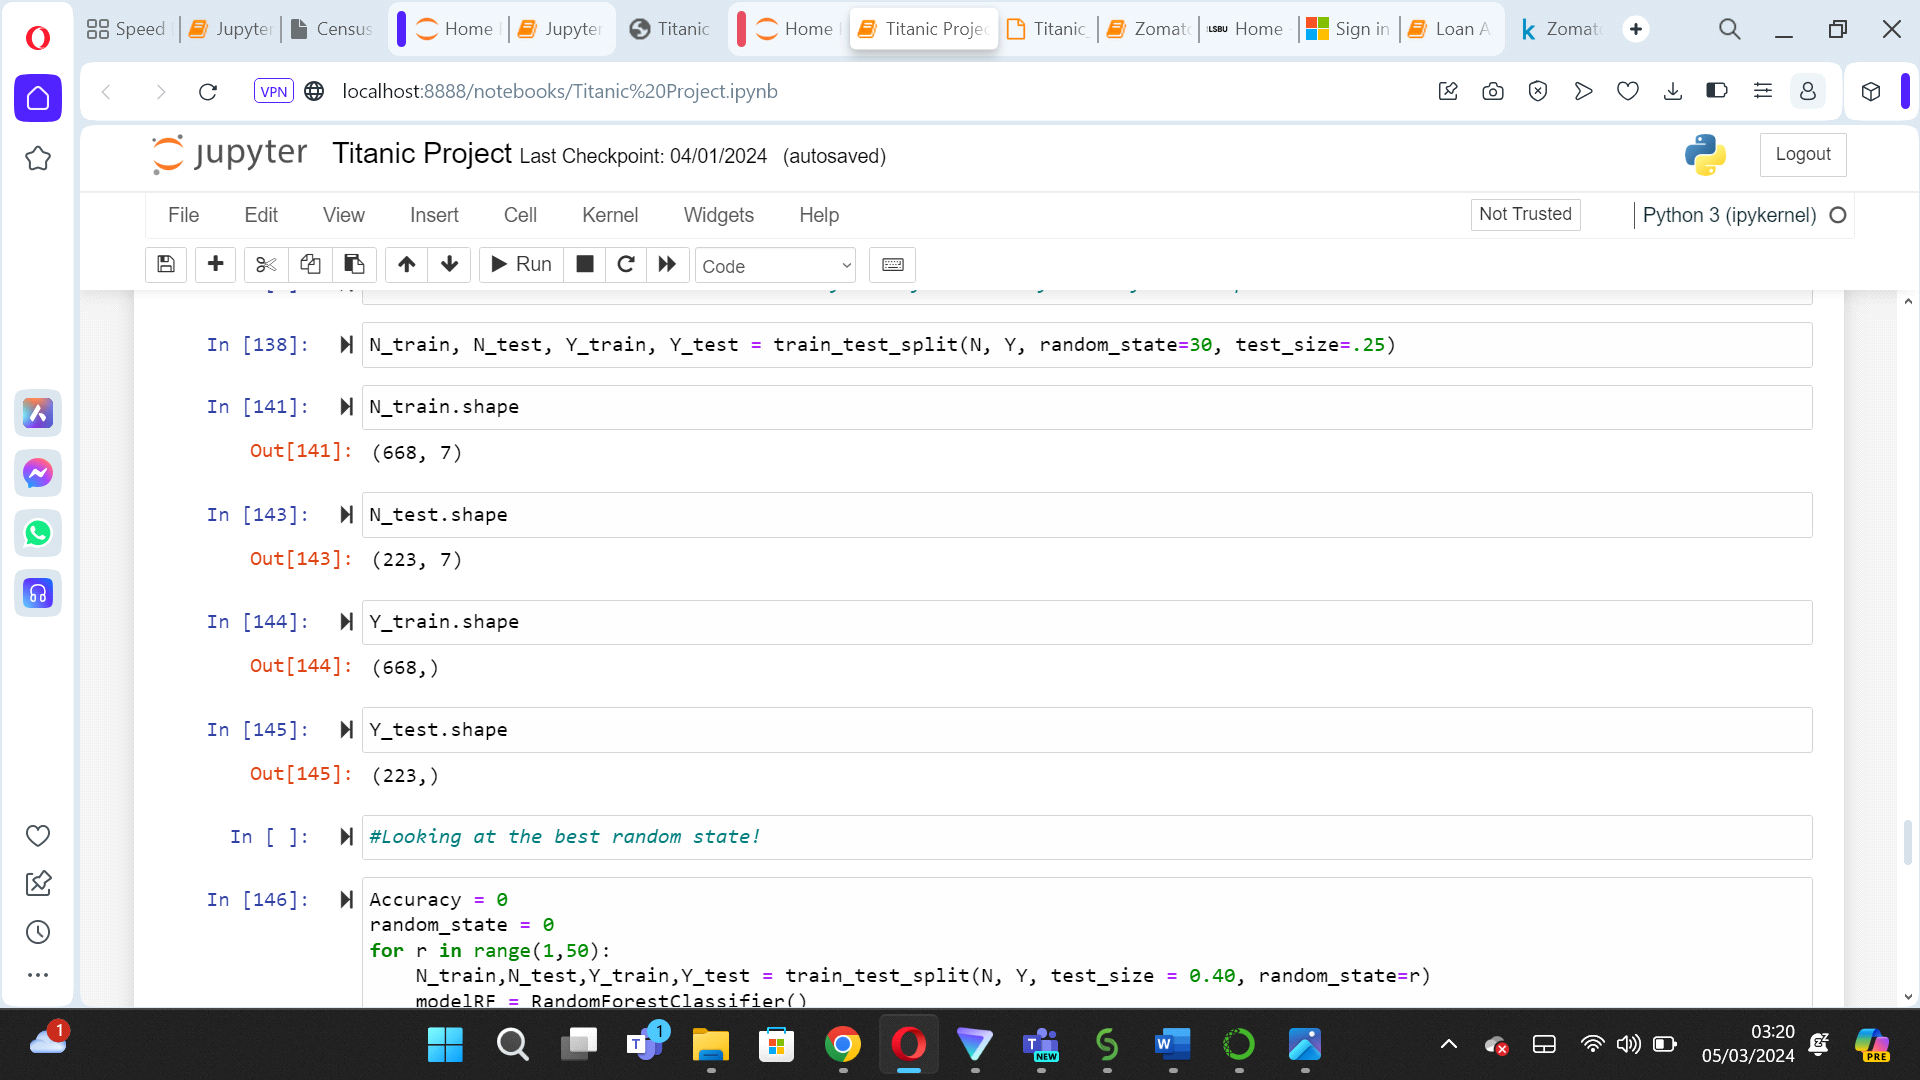 Speed
Jupyter
Census
Home
Jupyter
Titanic
Home
Titanic Projec
Titanic_
Zomato
LSBU Home
Sign in
Loan A
Zomato
VPN
localhost:8888/notebooks/Titanic%20Project.ipynb
jupyter Titanic Project Last Checkpoint: 04/01/2024 (autosaved)
Logout
File Edit View Insert Cell Kernel Widgets Help
Not Trusted
Python 3 (ipykernel)
Run
Code
In [138]: N_train, N_test, Y_train, Y_test = train_test_split(N, Y, random_state=30, test_size=.25)
In [141]: N_train.shape
Out[141]: (668, 7)
In [143]: N_test.shape
Out[143]: (223, 7)
In [144]: Y_train.shape
Out[144]: (668,)
In [145]: Y_test.shape
Out[145]: (223,)
In [ ]: #Looking at the best random state!
In [146]: Accuracy = 0
random_state = 0
for r in range(1,50):
N_train,N_test,Y_train,Y_test = train_test_split(N, Y, test_size = 0.40, random_state=r)
modelRF = RandomForestClassifier()
1
1
NEW
03:20
05/03/2024
PRE